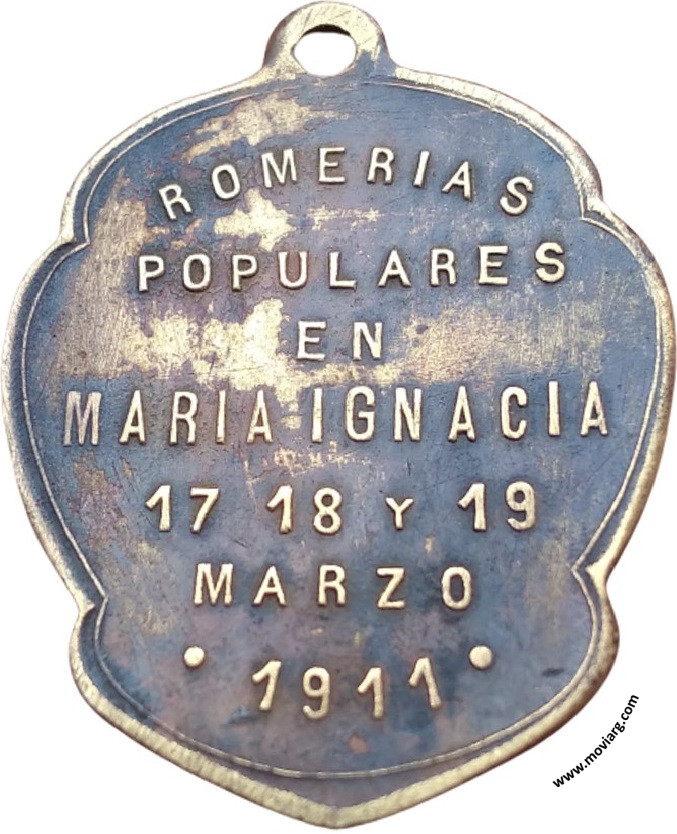 ROMERIAS
POPULARES
EN
MARIA-IGNACIA
17 18 Y 19
MARZO
• 1911 •
www.moviarg.com